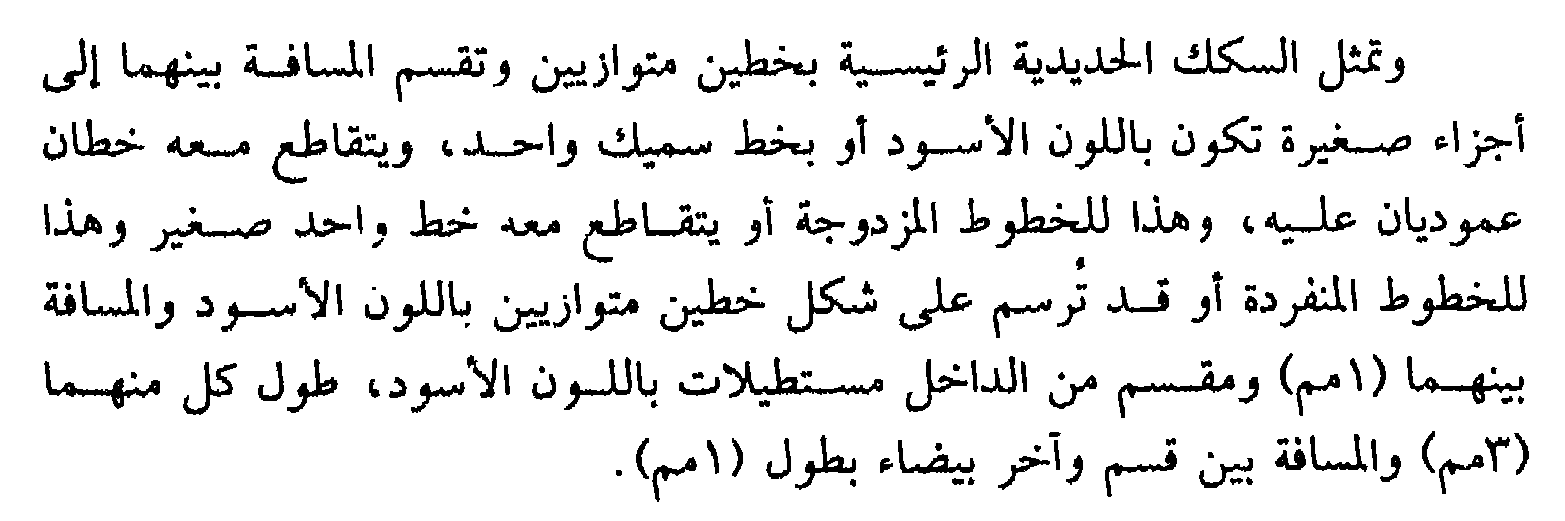 وتمثل السكك الحديدية الرئيسية بخطين متوازيين وتقسم المسافة بينهما إلى
أجزاء صغيرة تكون باللون الأسود أو بخط سميك واحد، ويتقاطع معه خطان
عموديان عليه، وهذا للخطوط المزدوجة أو يتقاطع معه خط واحد صغير وهذا
للخطوط المنفردة أو قد تُرسم على شكل خطين متوازيين باللون الأسود والمسافة
بينهما (١مم) ومقسم من الداخل مستطيلات باللون الأسود، طول كل منهما
(٣مم) والمسافة بين قسم وآخر بيضاء بطول (١مم).